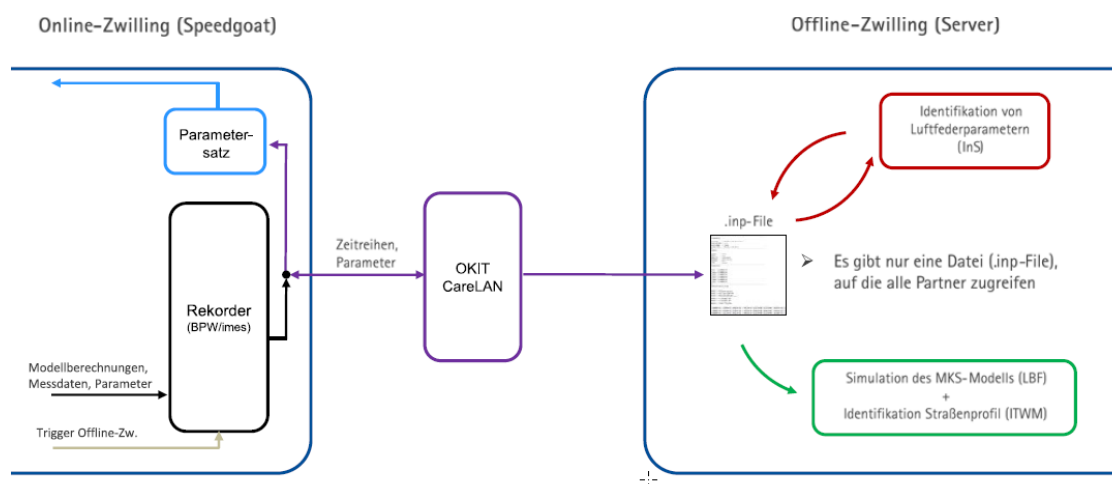 Online-Zwilling (Speedgoat)
Offline-Zwilling (Server)
Parameter-
satz
Identifikation von
Luftfederparametern
(InS)
.inp-File
Zeitreihen,
Parameter
OKIT
CareLAN
Es gibt nur eine Datei (.inp-File),
auf die alle Partner zugreifen
Rekorder
(BPW/imes)
Modellberechnungen,
Messdaten, Parameter
Simulation des MKS-Modells (LBF)
+
Identifikation Straßenprofil (ITWM)
Trigger Offline-Zw.